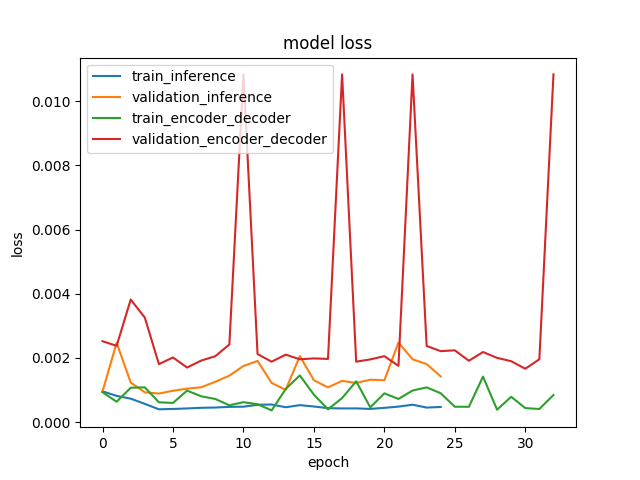 model loss
train_inference
validation_inference
train_encoder_decoder
validation_encoder_decoder
0.010
0.008
0.006
0.004
0.002
0.000
loss
0 5 10 15 20 25 30
epoch